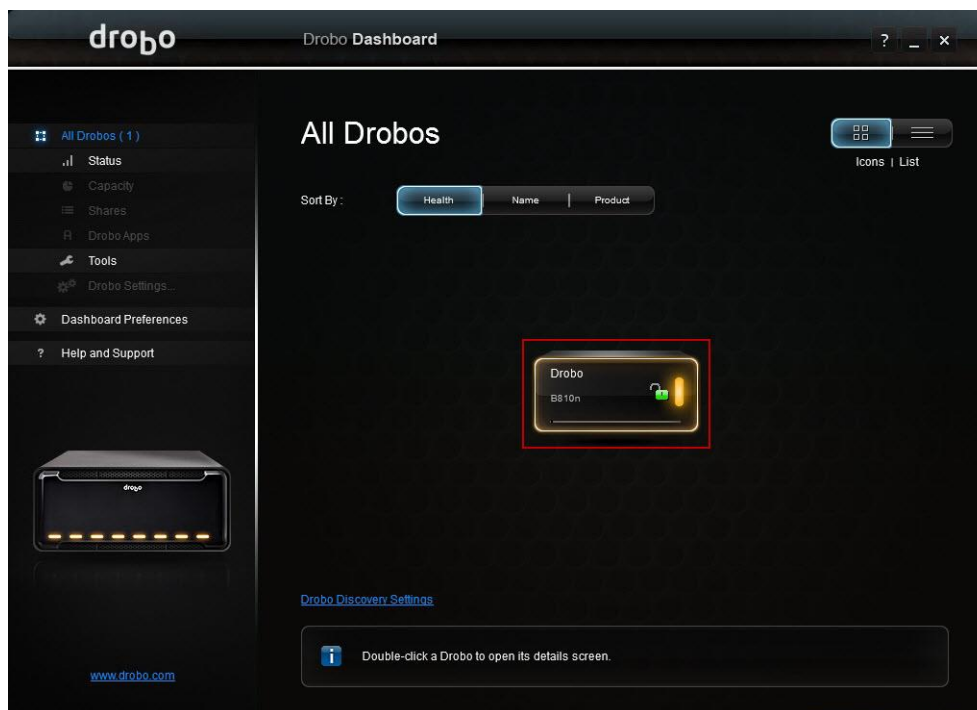 drobo
Drobo Dashboard
? _ ×
All Drobos ( 1 )
Status
Capacity
Shares
Drobo Apps
Tools
Drobo Settings...
Dashboard Preferences
? Help and Support
drobo
www.drobo.com
All Drobos
Icons | List
Sort By :
Health | Name | Product
Drobo
B810n
Drobo Discovery Settings
i Double-click a Drobo to open its details screen.